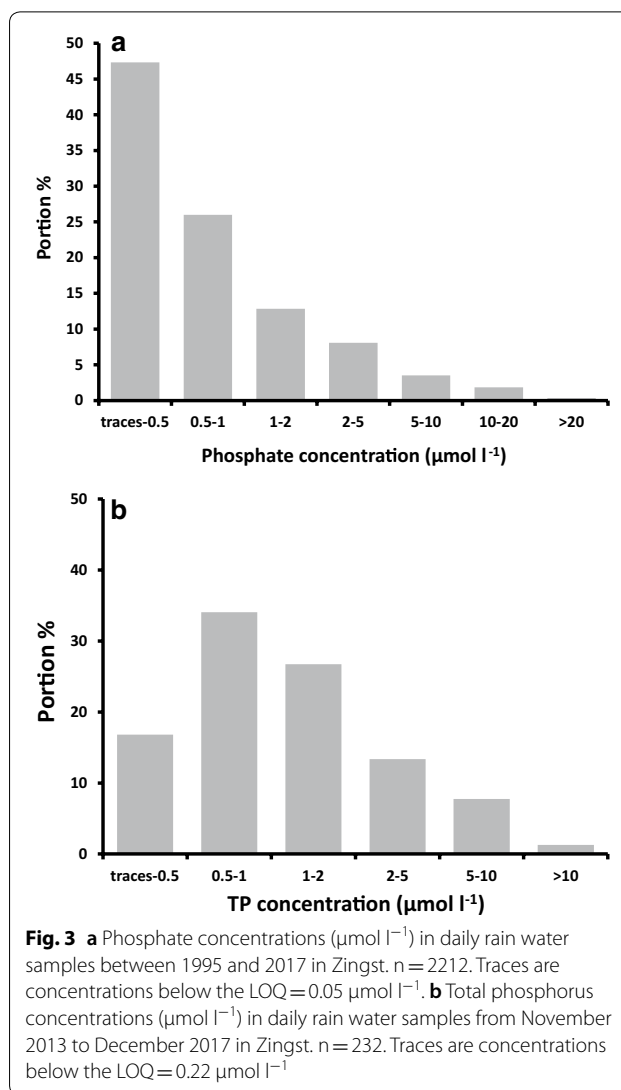 a
50
45
40
35
30
25
20
15
10
5
0
Portion %
traces-0.5 0.5-1 1-2 2-5 5-10 10-20 >20
Phosphate concentration (µmol l⁻¹)
b
50
40
30
20
10
0
Portion %
traces-0.5 0.5-1 1-2 2-5 5-10 >10
TP concentration (µmol l⁻¹)
Fig. 3 a Phosphate concentrations (µmol l⁻¹) in daily rain water
samples between 1995 and 2017 in Zingst. n = 2212. Traces are
concentrations below the LOQ = 0.05 µmol l⁻¹. b Total phosphorus
concentrations (µmol l⁻¹) in daily rain water samples from November
2013 to December 2017 in Zingst. n = 232. Traces are concentrations
below the LOQ = 0.22 µmol l⁻¹